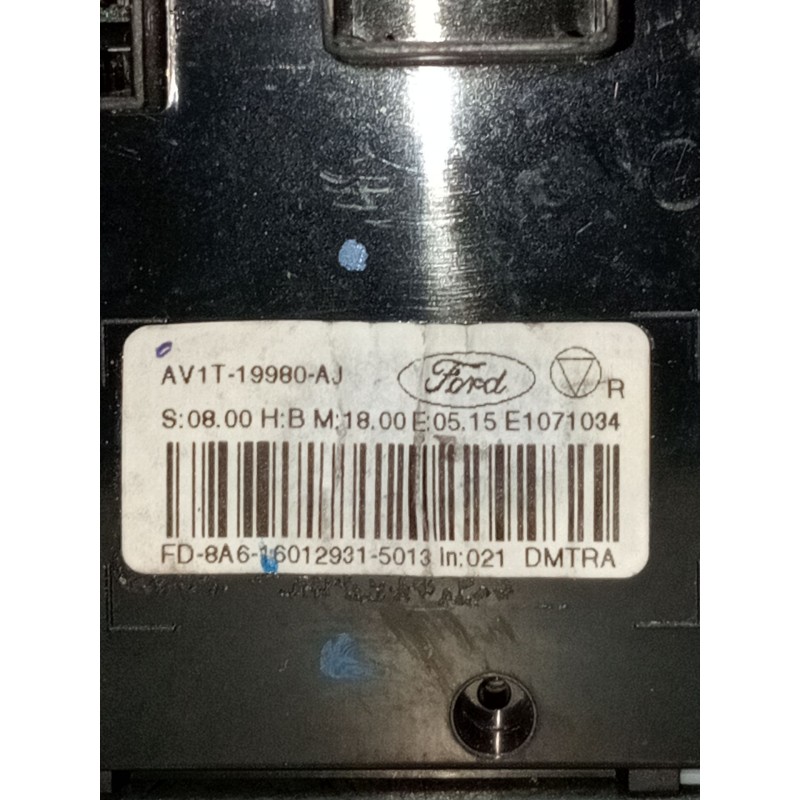 AV1T-19980-AJ Ford R
S:08.00 H:B M:18.00 E:05.15 E1071034
FD-8A6-16012931-5013 In:021 DMTRA